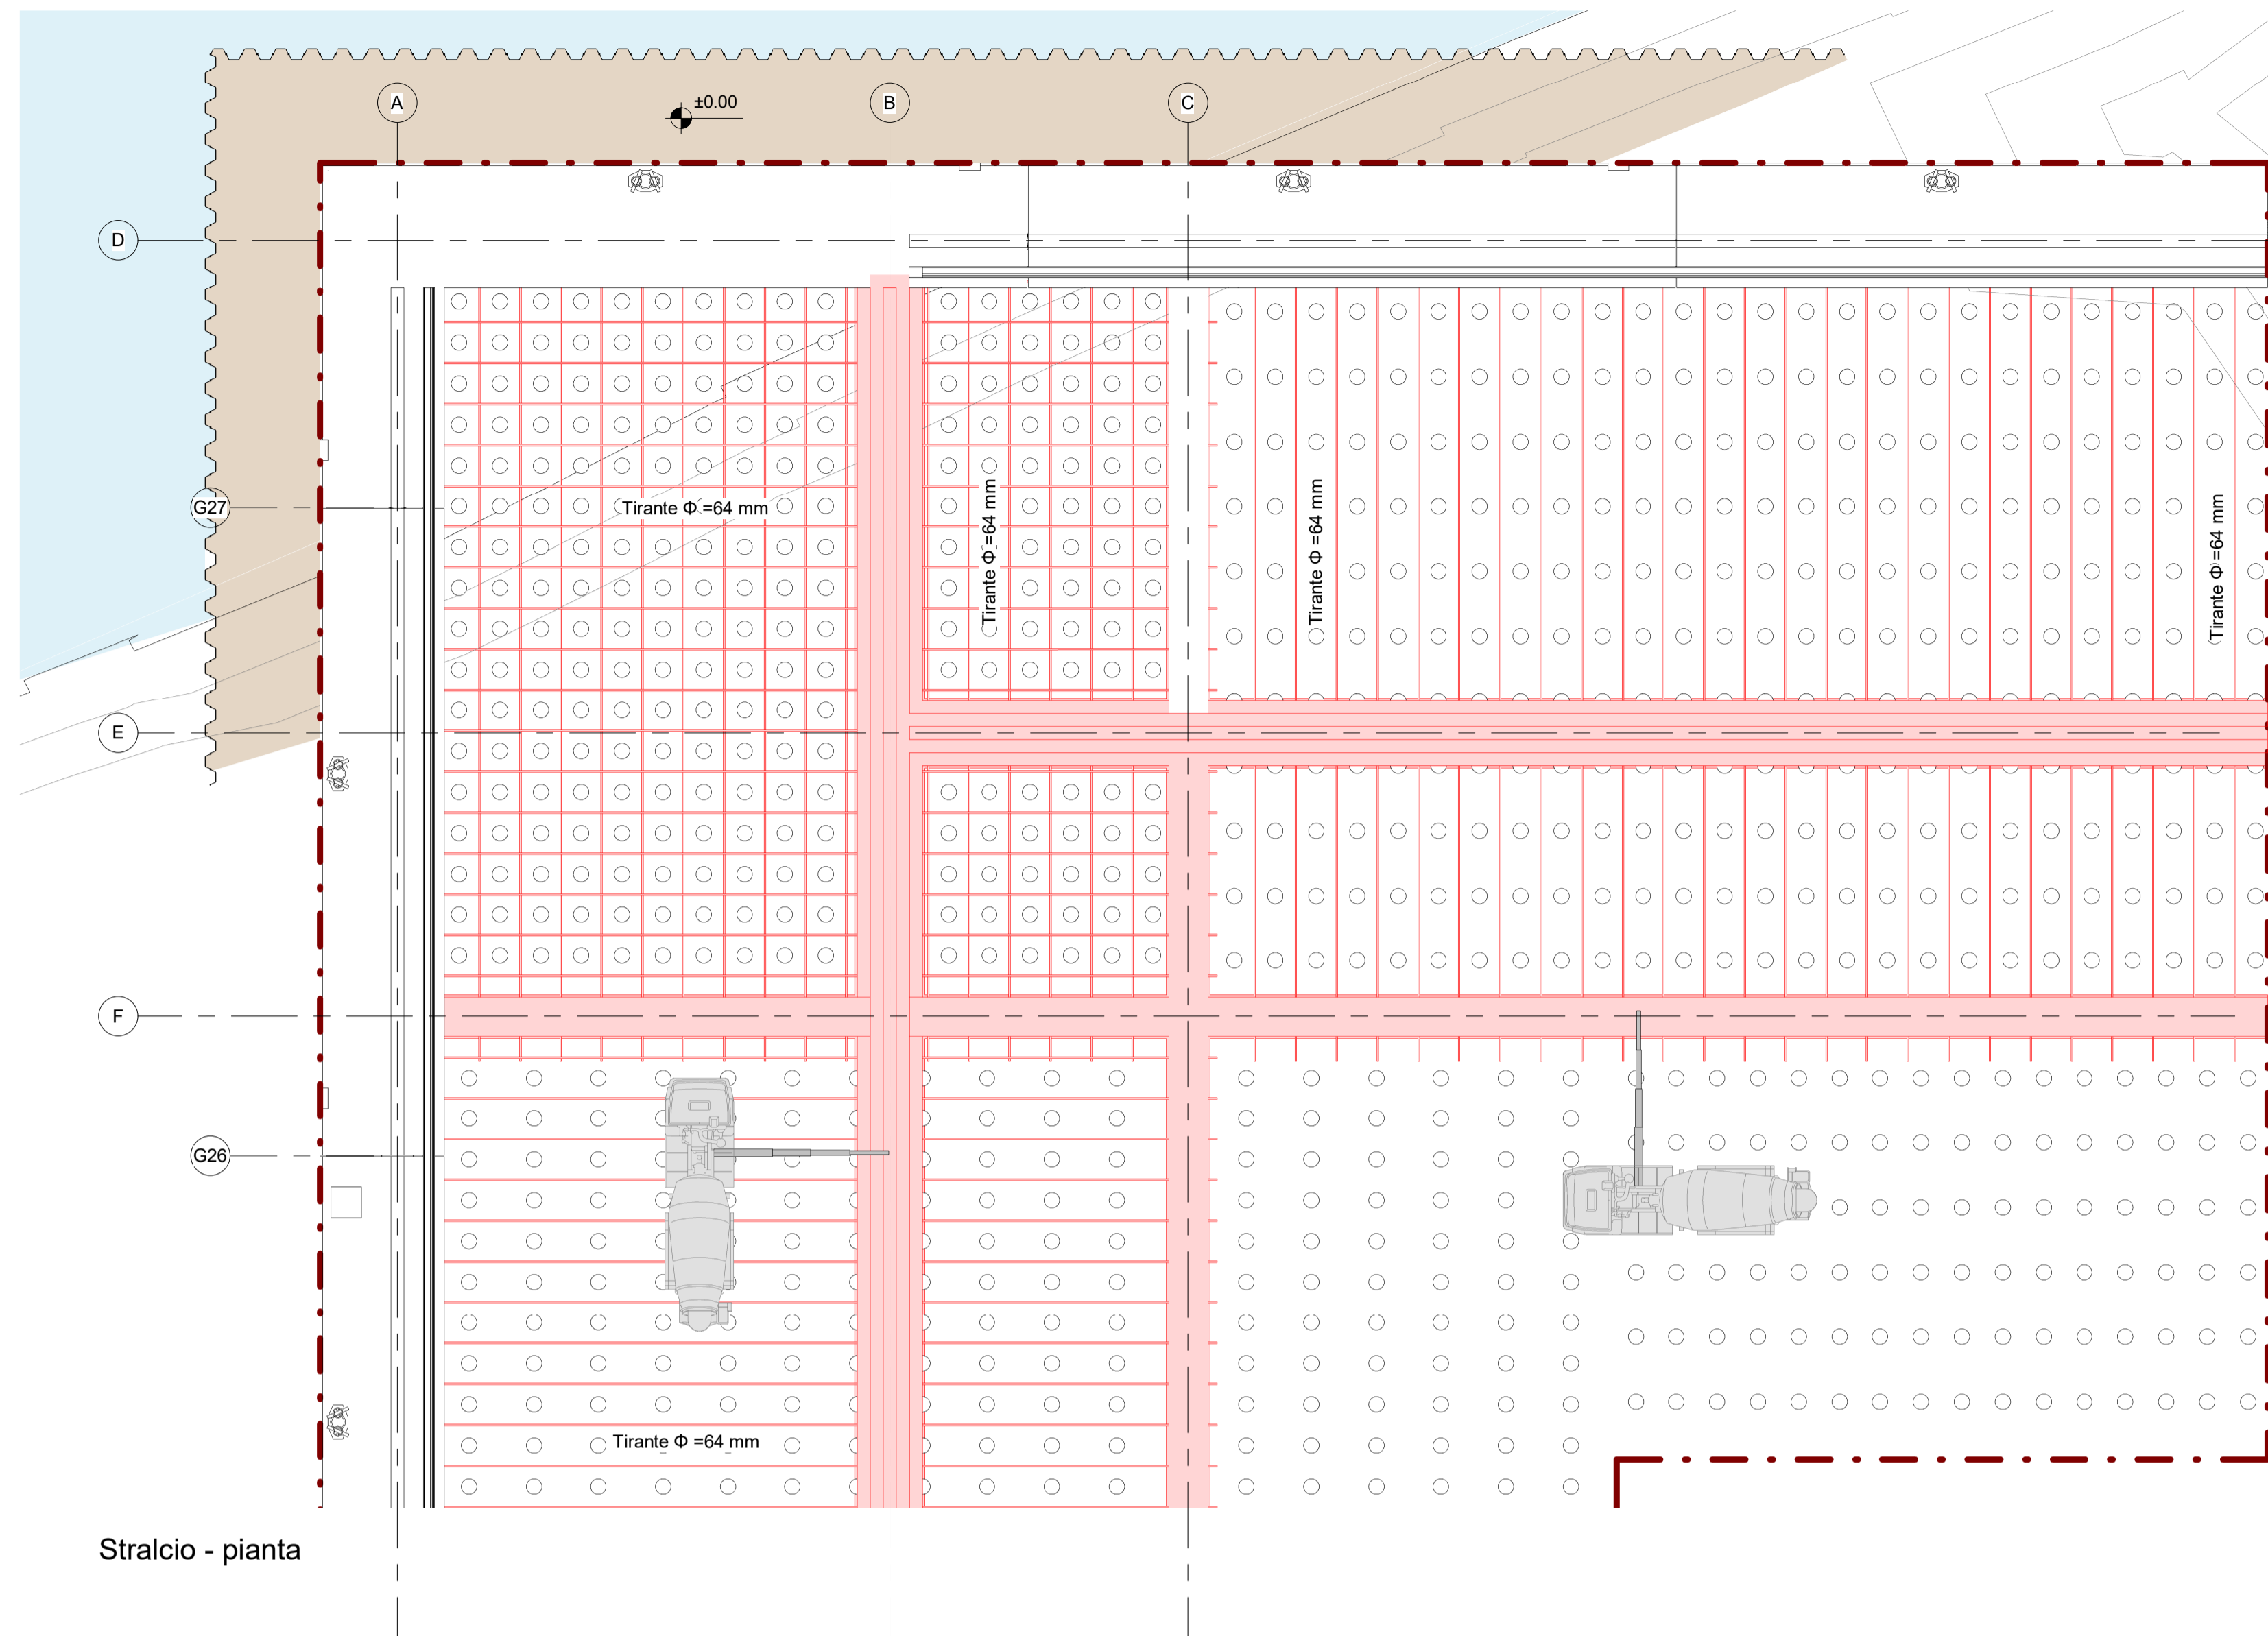 ±0.00
A
B
C
D
G27
Tirante Φ =64 mm
Tirante Φ =64 mm
Tirante Φ =64 mm
Tirante Φ =64 mm
E
F
G26
Tirante Φ =64 mm
Stralcio - pianta